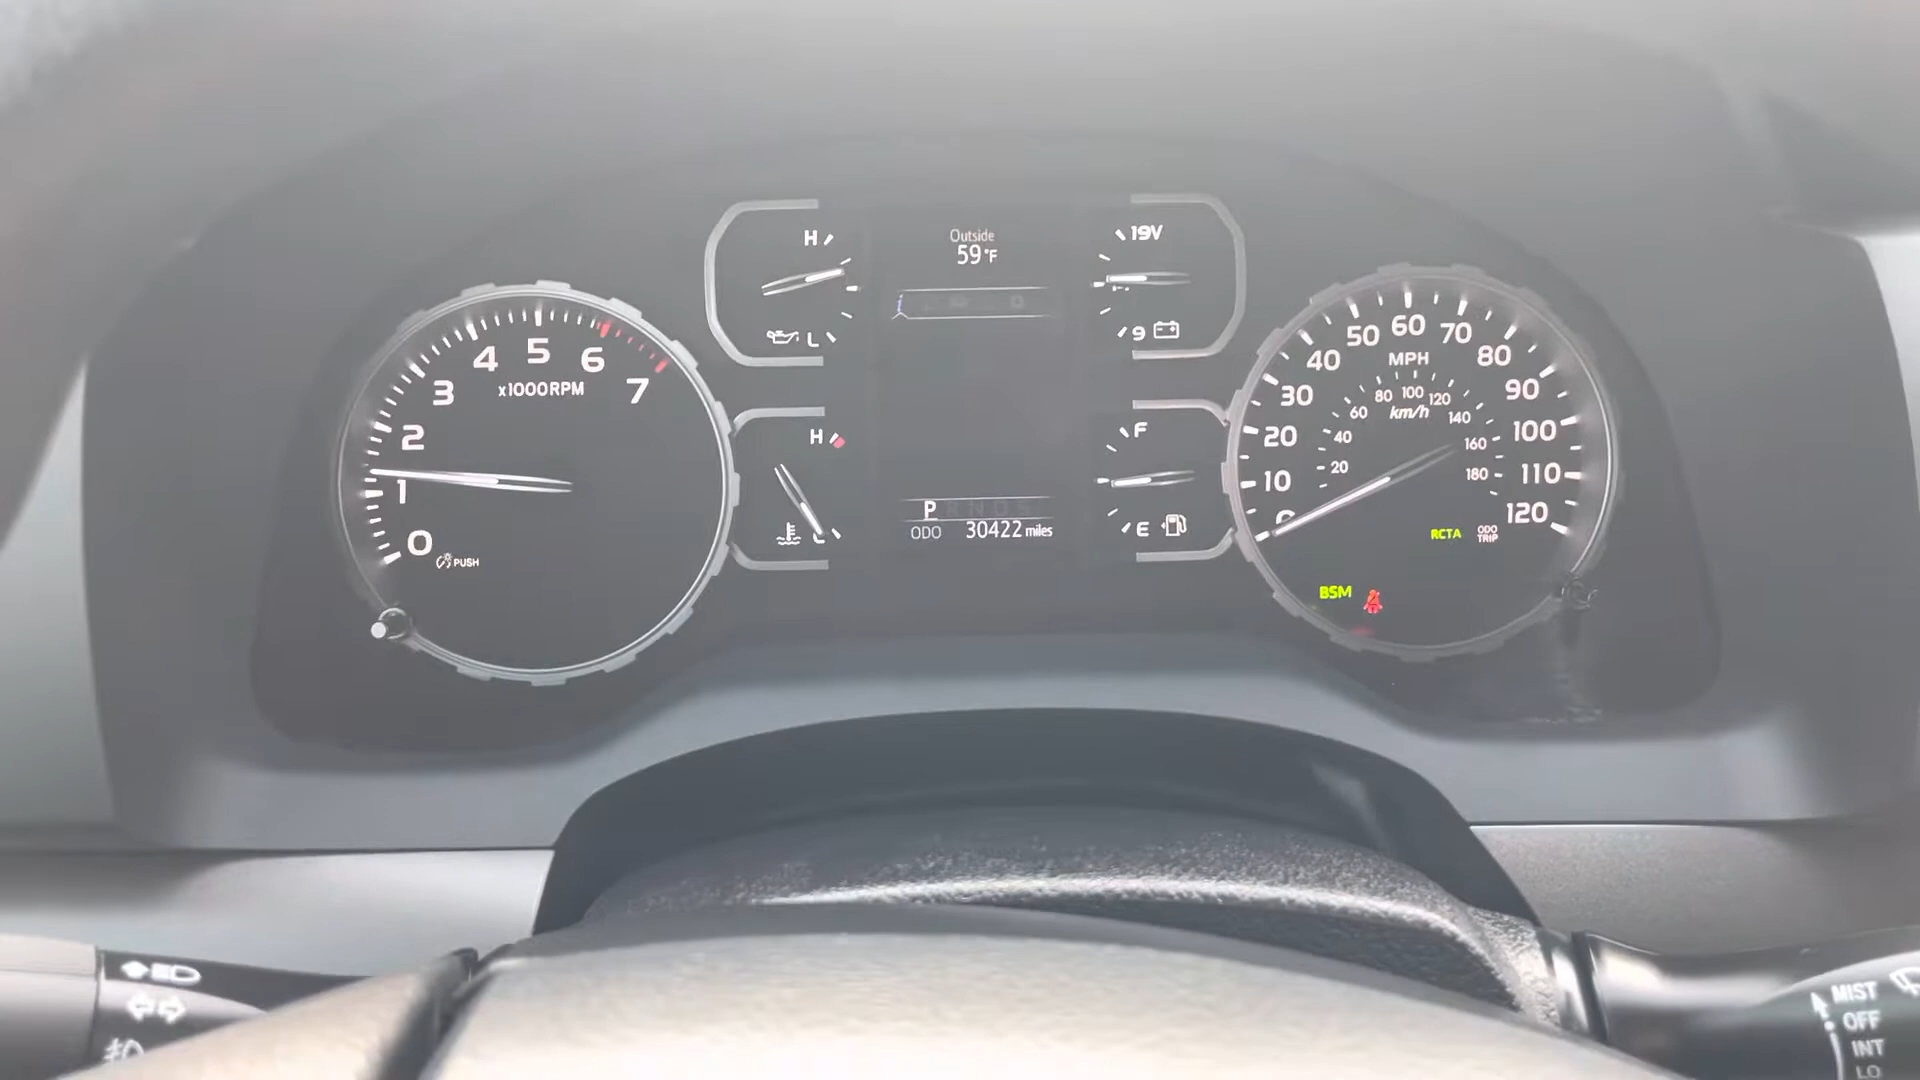 Outside
59°F
H
L
19V
9
H
F
E
P R N D S
ODO 30422 miles
0
1
2
3
4
5
6
7
x1000RPM
PUSH
10
20
30
40
50
60
70
80
90
100
110
120
MPH
20
40
60
80
100
120
140
160
180
km/h
RCTA
ODO
TRIP
BSM
MIST
OFF
INT
LO